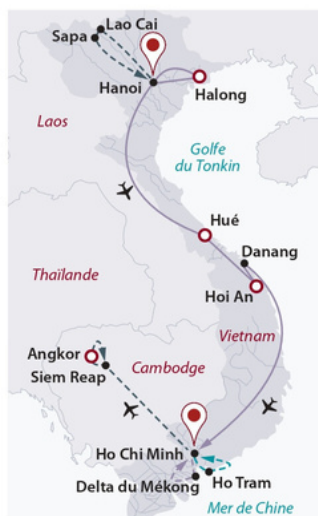 Lao Cai
Sapa
Hanoi
Halong
Laos
Golfe
du Tonkin
Hué
Danang
Thaïlande
Hoi An
Vietnam
Angkor
Cambodge
Siem Reap
Ho Chi Minh
Ho Tram
Delta du Mékong
Mer de Chine